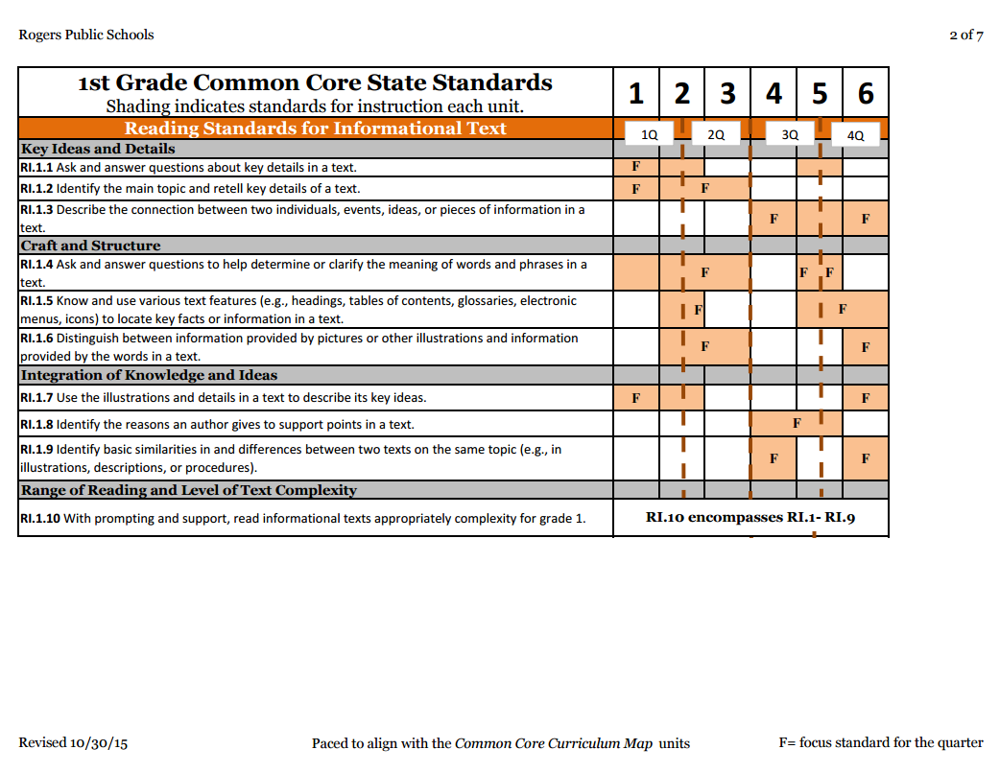 Rogers Public Schools
2 of 7
1st Grade Common Core State Standards
Shading indicates standards for instruction each unit.
1 2 3 4 5 6
Reading Standards for Informational Text
1Q 2Q 3Q 4Q
Key Ideas and Details
RI.1.1 Ask and answer questions about key details in a text.
F
RI.1.2 Identify the main topic and retell key details of a text.
F F
RI.1.3 Describe the connection between two individuals, events, ideas, or pieces of information in a
text.
F F
Craft and Structure
RI.1.4 Ask and answer questions to help determine or clarify the meaning of words and phrases in a
text.
F F F
RI.1.5 Know and use various text features (e.g., headings, tables of contents, glossaries, electronic
menus, icons) to locate key facts or information in a text.
F F
RI.1.6 Distinguish between information provided by pictures or other illustrations and information
provided by the words in a text.
F F
Integration of Knowledge and Ideas
RI.1.7 Use the illustrations and details in a text to describe its key ideas.
F F
RI.1.8 Identify the reasons an author gives to support points in a text.
F
RI.1.9 Identify basic similarities in and differences between two texts on the same topic (e.g., in
illustrations, descriptions, or procedures).
F F
Range of Reading and Level of Text Complexity
RI.1.10 With prompting and support, read informational texts appropriately complexity for grade 1.
RI.10 encompasses RI.1- RI.9
Revised 10/30/15
Paced to align with the Common Core Curriculum Map units
F= focus standard for the quarter